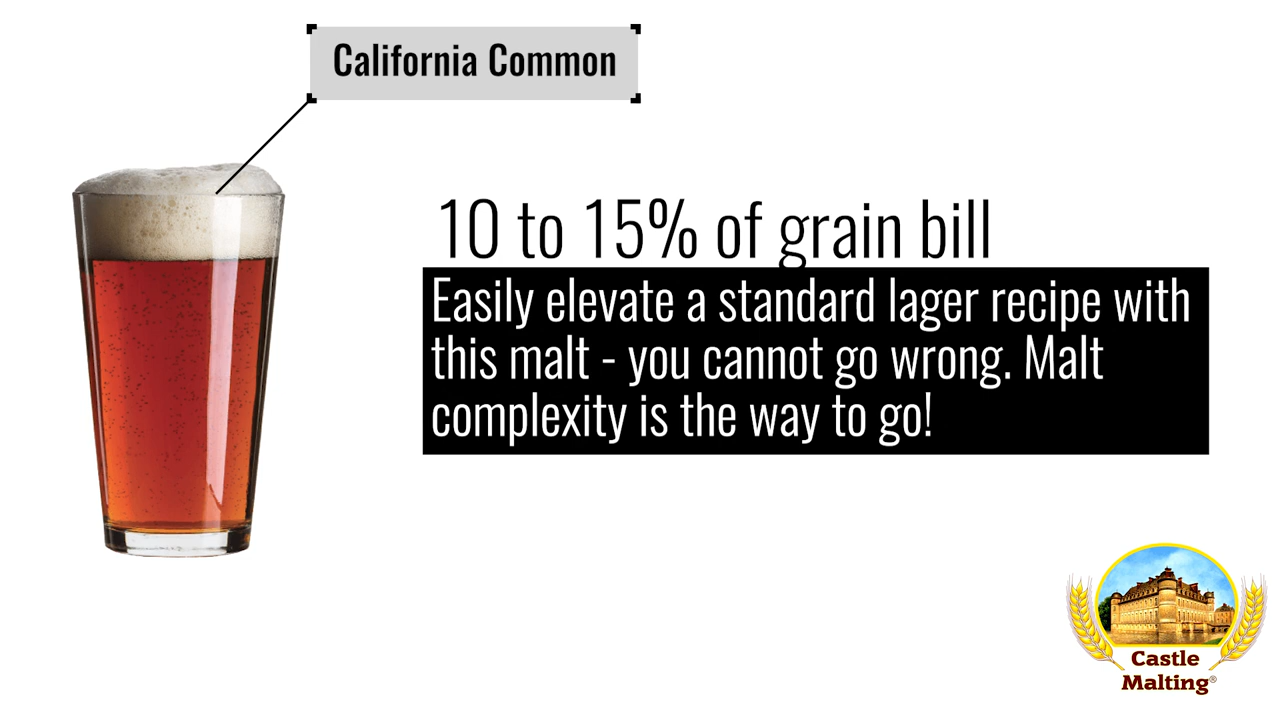 California Common
10 to 15% of grain bill
Easily elevate a standard lager recipe with
this malt - you cannot go wrong. Malt
complexity is the way to go!
Castle
Malting®